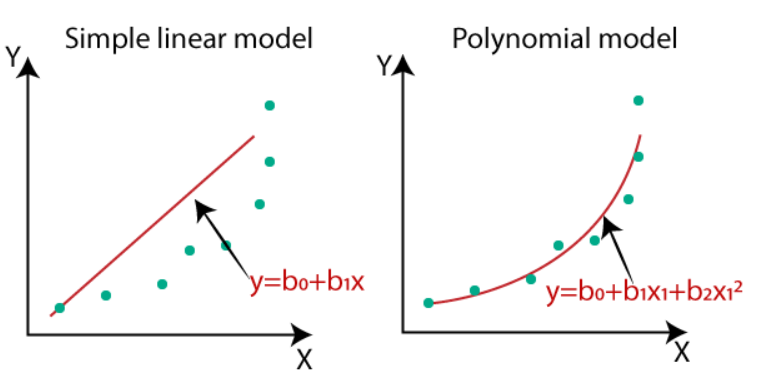 Simple linear model
Y
y=b₀+b₁x
X
Polynomial model
Y
y=b₀+b₁x₁+b₂x₁²
X